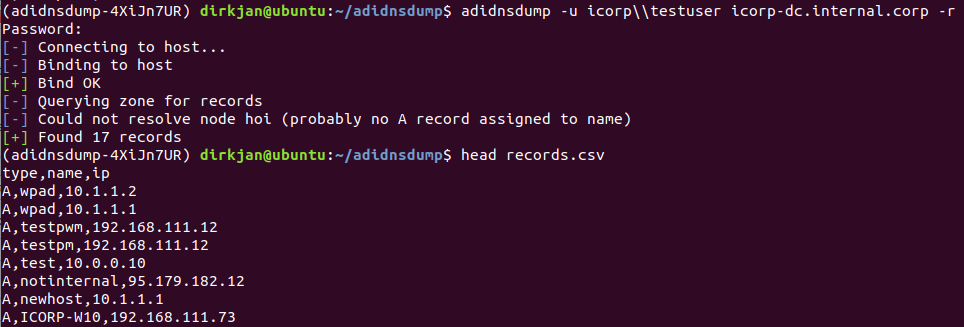 (adidnsdump-4XiJn7UR) dirkjan@ubuntu:~/adidnsdump$ adidnsdump -u icorp\\testuser icorp-dc.internal.corp -r
Password:
[-] Connecting to host...
[-] Binding to host
[+] Bind OK
[-] Querying zone for records
[-] Could not resolve node hoi (probably no A record assigned to name)
[+] Found 17 records
(adidnsdump-4XiJn7UR) dirkjan@ubuntu:~/adidnsdump$ head records.csv
type,name,ip
A,wpad,10.1.1.2
A,wpad,10.1.1.1
A,testpwm,192.168.111.12
A,testpm,192.168.111.12
A,test,10.0.0.10
A,notinternal,95.179.182.12
A,newhost,10.1.1.1
A,ICORP-W10,192.168.111.73